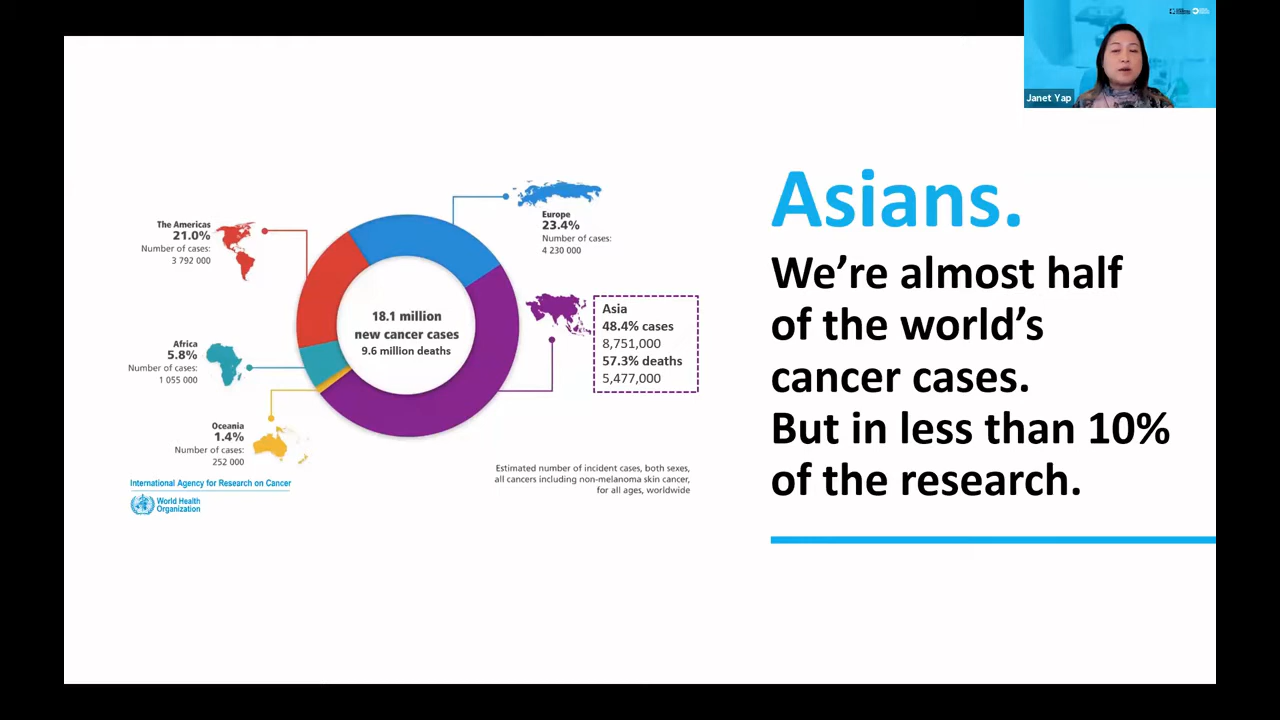 Janet Yap
Asians.
We’re almost half
of the world’s
cancer cases.
But in less than 10%
of the research.
The Americas
21.0%
Number of cases:
3 792 000
Europe
23.4%
Number of cases:
4 230 000
18.1 million
new cancer cases
9.6 million deaths
Asia
48.4% cases
8,751,000
57.3% deaths
5,477,000
Africa
5.8%
Number of cases:
1 055 000
Oceania
1.4%
Number of cases:
252 000
Estimated number of incident cases, both sexes,
all cancers including non-melanoma skin cancer,
for all ages, worldwide
International Agency for Research on Cancer
World Health
Organization